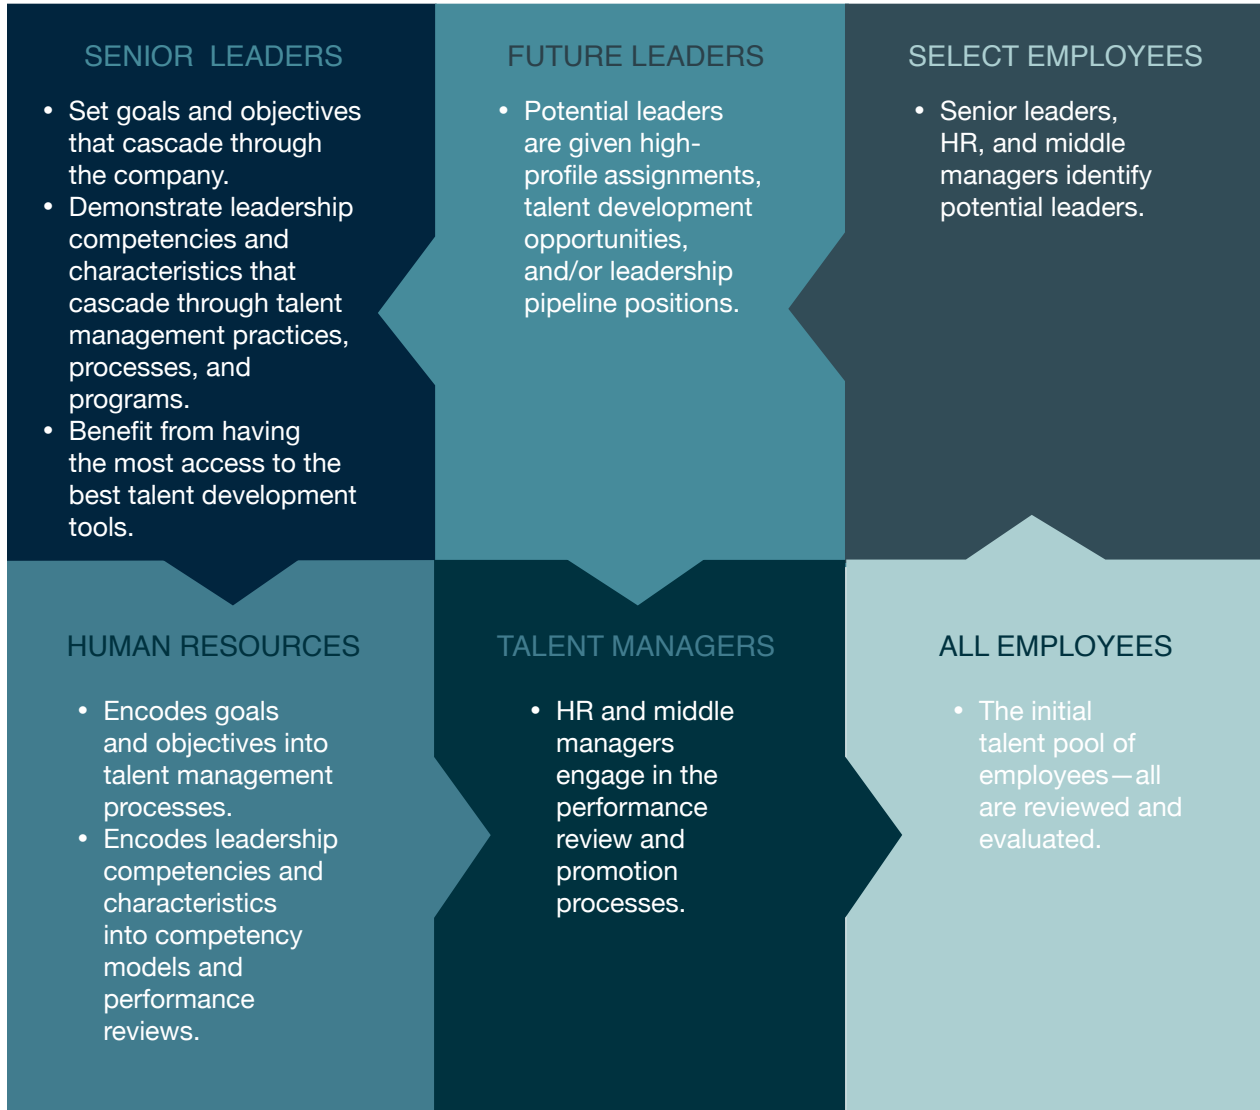 SENIOR LEADERS
• Set goals and objectives
that cascade through
the company.
• Demonstrate leadership
competencies and
characteristics that
cascade through talent
management practices,
processes, and
programs.
• Benefit from having
the most access to the
best talent development
tools.
FUTURE LEADERS
• Potential leaders
are given high-
profile assignments,
talent development
opportunities,
and/or leadership
pipeline positions.
SELECT EMPLOYEES
• Senior leaders,
HR, and middle
managers identify
potential leaders.
HUMAN RESOURCES
• Encodes goals
and objectives into
talent management
processes.
• Encodes leadership
competencies and
characteristics
into competency
models and
performance
reviews.
TALENT MANAGERS
• HR and middle
managers
engage in the
performance
review and
promotion
processes.
ALL EMPLOYEES
• The initial
talent pool of
employees—all
are reviewed and
evaluated.